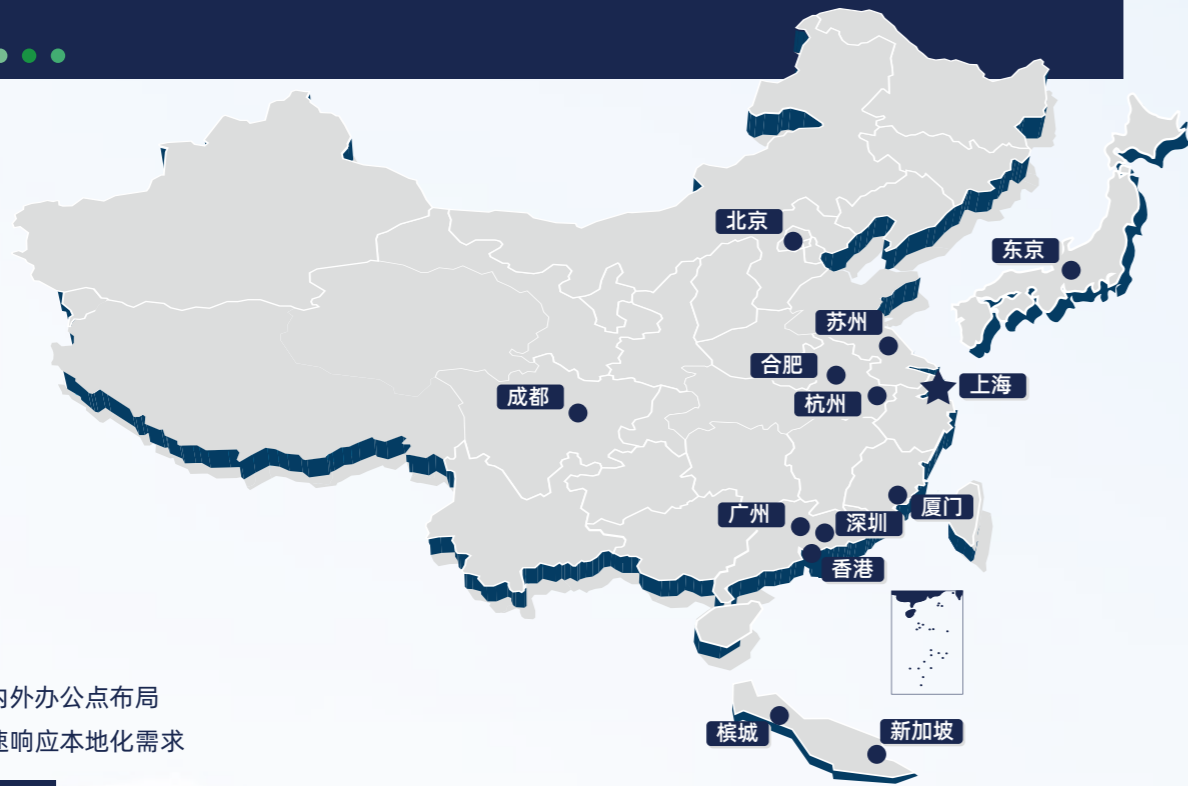 北京
东京
苏州
合肥
上海
成都
杭州
厦门
广州
深圳
香港
内外办公点布局
速响应本地化需求
槟城
新加坡